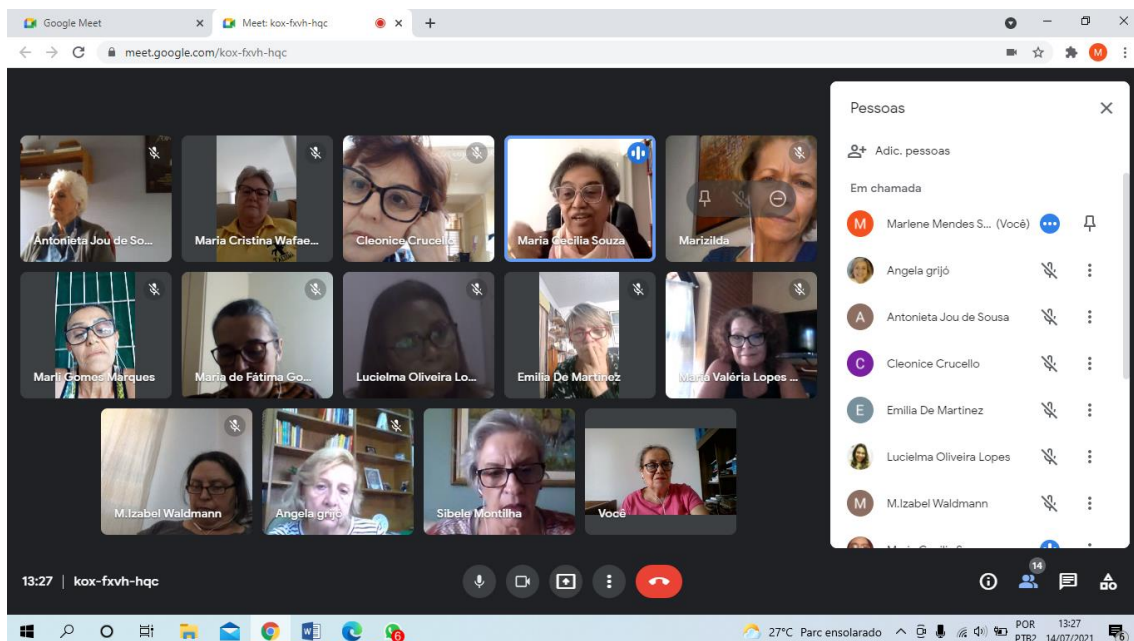 Google Meet
Meet: kox-fxvh-hqc
meet.google.com/kox-fxvh-hqc
M
Pessoas
Adic. pessoas
Em chamada
M Marlene Mendes S... (Você)
Angela grijó
A Antonieta Jou de Sousa
C Cleonice Crucello
E Emilia De Martinez
Lucielma Oliveira Lopes
M M.Izabel Waldmann
Antonieta Jou de So...
Maria Cristina Wafae...
Cleonice Crucello
Maria Cecilia Souza
Marizilda
Marli Gomes Marques
Maria de Fátima Go...
Lucielma Oliveira Lo...
Emilia De Martinez
Maria Valéria Lopes ...
M.Izabel Waldmann
Angela grijó
Sibele Montilha
Você
13:27 | kox-fxvh-hqc
14
27°C Parc ensolarado
POR
PTB2
13:27
14/07/2021
6